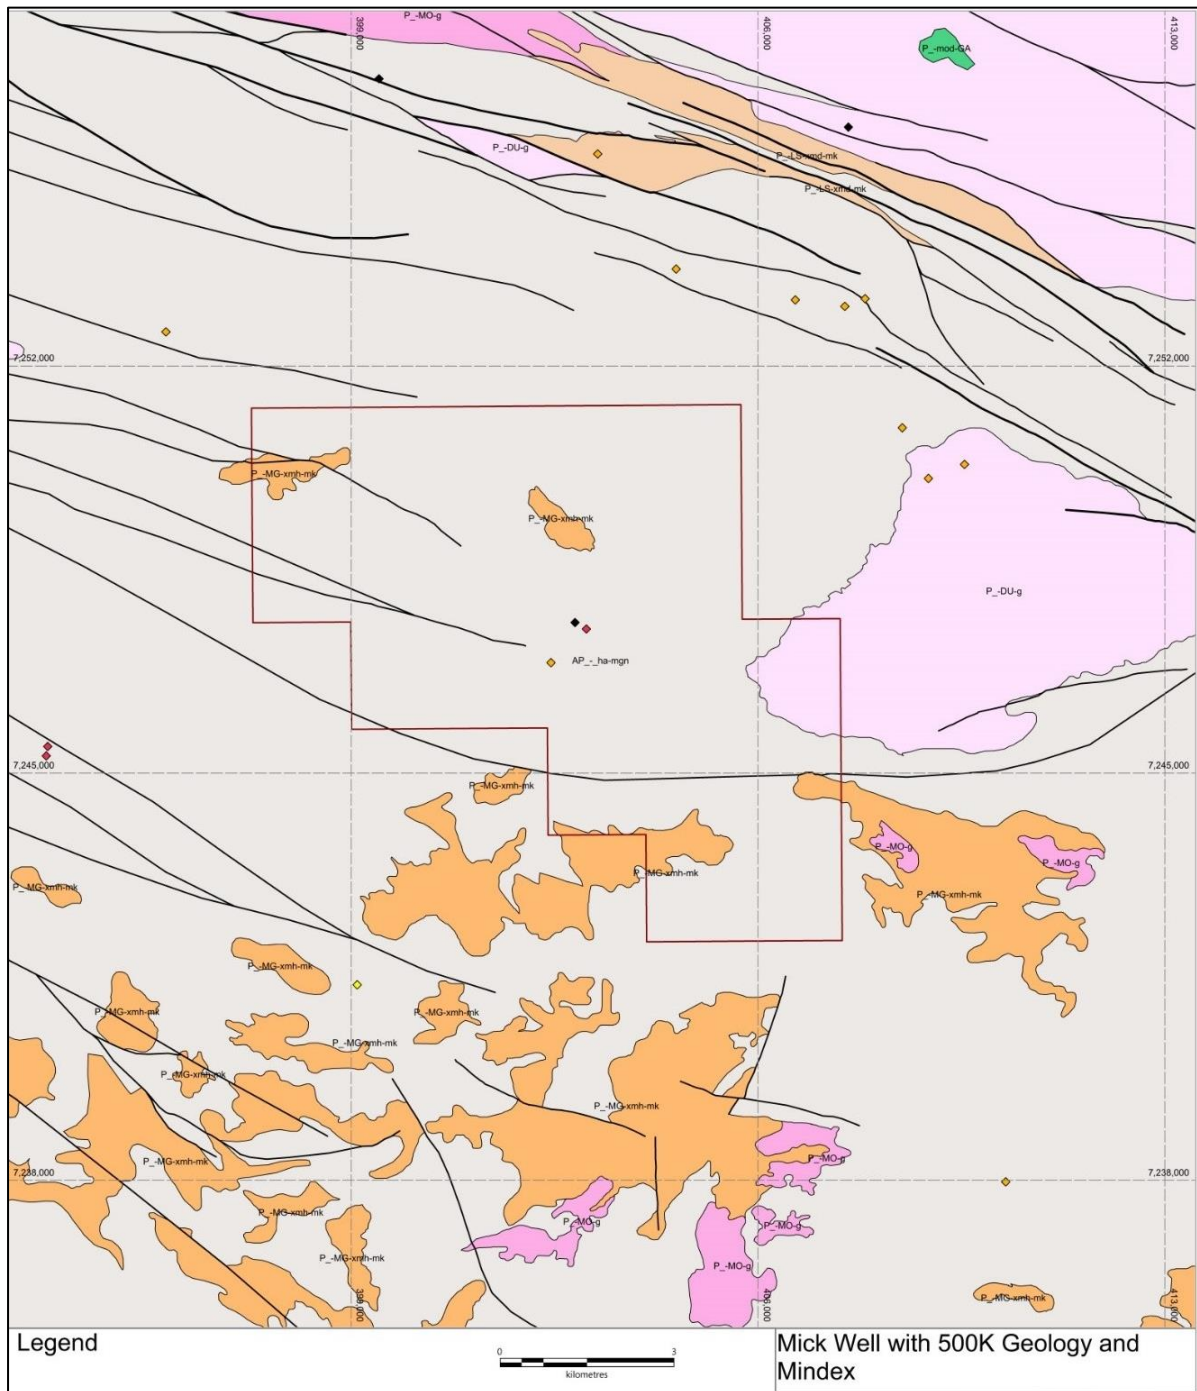 P_-MO-g
399,000
406,000
413,000
P_-mod-GA
P_-DU-g
P_-LS-xmd-mk
P_-LS-xmd-mk
7,252,000
7,252,000
P_-MG-xmh-mk
P_-MG-xmh-mk
P_-DU-g
AP_-_ha-mgn
7,245,000
7,245,000
P_-MG-xmh-mk
P_-MO-g
P_-MO-g
P_-MG-xmh-mk
P_-MG-xmh-mk
P_-MG-xmh-mk
P_-MG-xmh-mk
P_-MG-xmh-mk
P_-MG-xmh-mk
P_-MG-xmh-mk
P_-MG-xmh-mk
P_-MG-xmh-mk
P_-MG-xmh-mk
P_-MO-g
7,238,000
7,238,000
P_-MG-xmh-mk
P_-MO-g
P_-MO-g
P_-MG-xmh-mk
P_-MO-g
P_-MG-xmh-mk
399,000
406,000
413,000
Legend
0 3
kilometres
Mick Well with 500K Geology and
Mindex